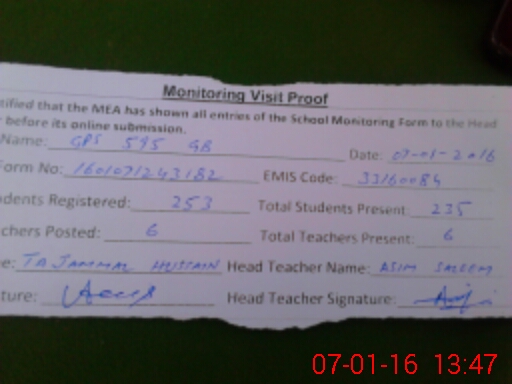 Monitoring Visit Proof
tified that the MEA has shown all entries of the School Monitoring Form to the Head
before its online submission.
Name: GPS 595 GB Date: 07-01-2016
Form No: 1601071243182 EMIS Code: 33160084
dents Registered: 253 Total Students Present 235
chers Posted: 6 Total Teachers Present: 6
e: TAJAMMAL HUSSAIN Head Teacher Name: ASIM SALEEM
ture: Head Teacher Signature:
07-01-16 13:47